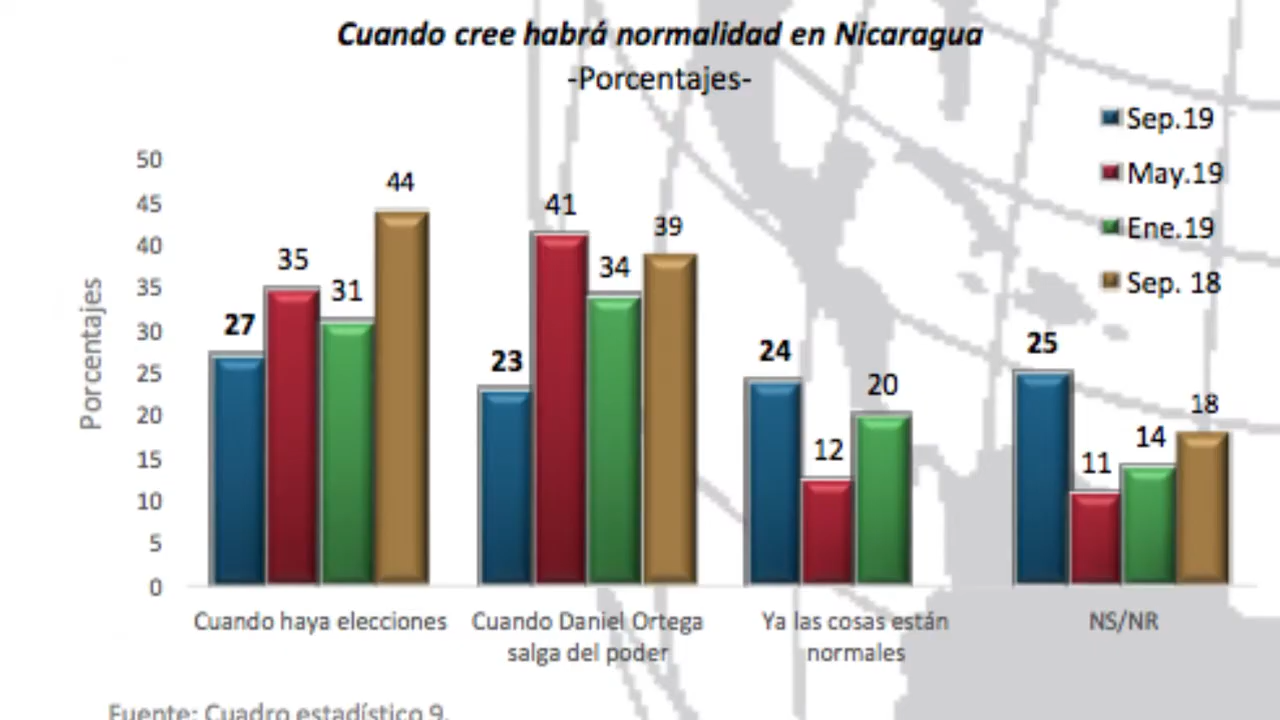 Cuando cree habrá normalidad en Nicaragua
-Porcentajes-
Sep.19
May.19
Ene.19
Sep. 18
Porcentajes
50
45
40
35
30
25
20
15
10
5
0
27
35
31
44
23
41
34
39
24
12
20
25
11
14
18
Cuando haya elecciones
Cuando Daniel Ortega
salga del poder
Ya las cosas están
normales
NS/NR
Fuente: Cuadro estadístico 9.